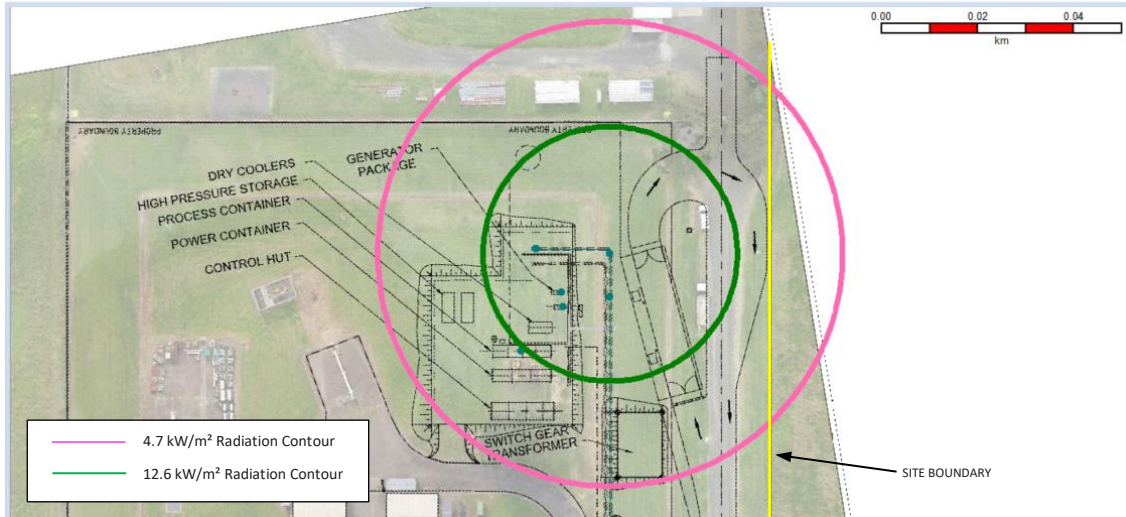 0.00 0.02 0.04
km
PROPERTY BOUNDARY
PROPERTY BOUNDARY
GENERATOR
PACKAGE
DRY COOLERS
HIGH PRESSURE STORAGE
PROCESS CONTAINER
POWER CONTAINER
CONTROL HUT
SWITCH GEAR
TRANSFORMER
4.7 kW/m² Radiation Contour
12.6 kW/m² Radiation Contour
SITE BOUNDARY